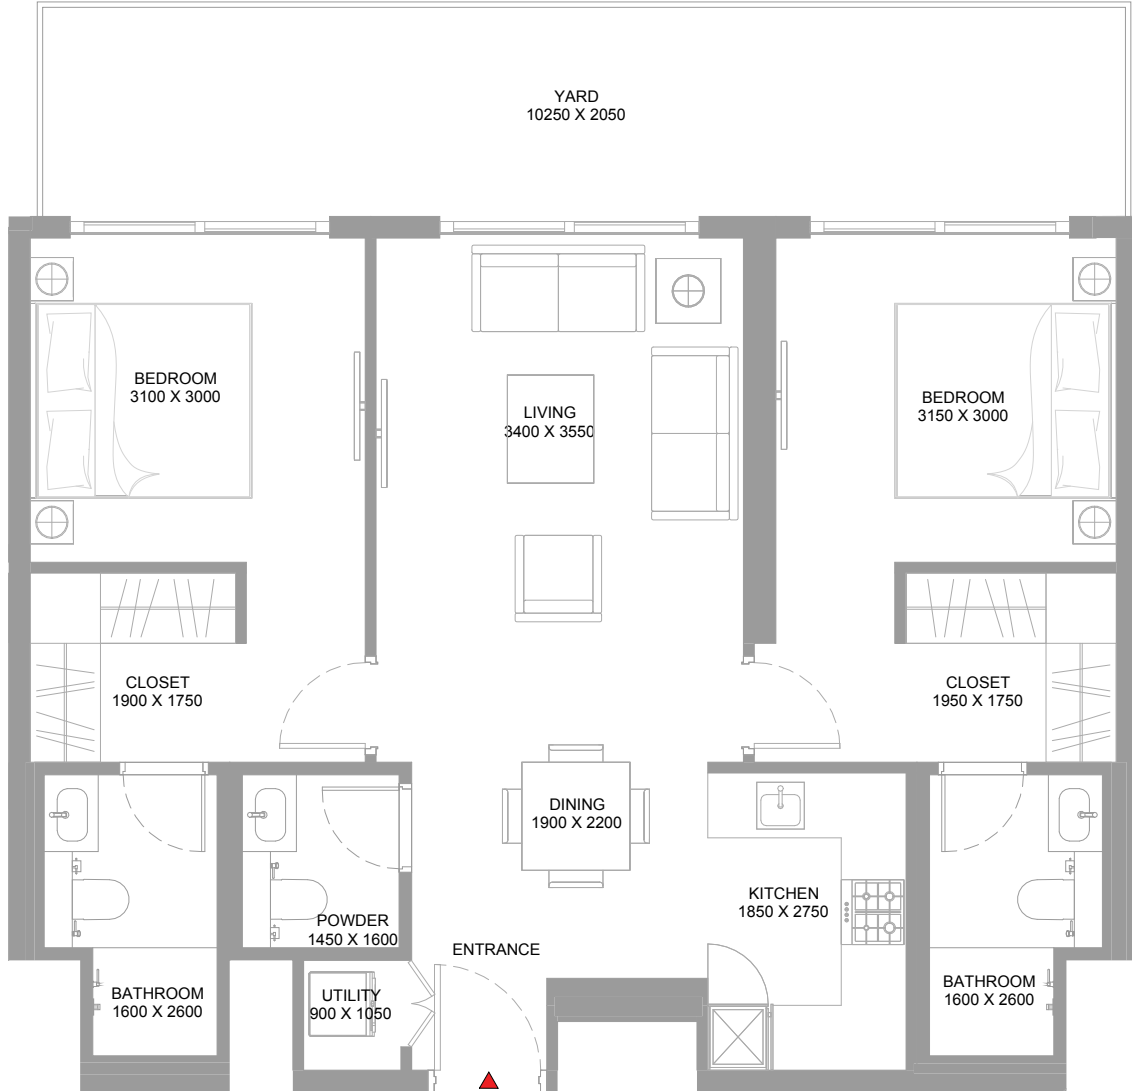 YARD
10250 X 2050
BEDROOM
3100 X 3000
LIVING
3400 X 3550
BEDROOM
3150 X 3000
CLOSET
1900 X 1750
CLOSET
1950 X 1750
DINING
1900 X 2200
KITCHEN
1850 X 2750
POWDER
1450 X 1600
ENTRANCE
BATHROOM
1600 X 2600
UTILITY
900 X 1050
BATHROOM
1600 X 2600